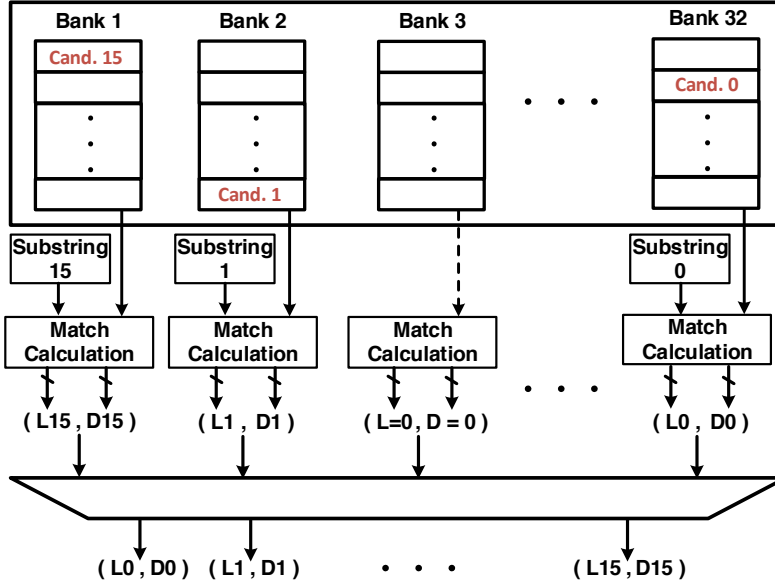 Bank 1
Bank 2
Bank 3
Bank 32
Cand. 15
Cand. 0
Cand. 1
Substring
15
Substring
1
Substring
0
Match
Calculation
Match
Calculation
Match
Calculation
Match
Calculation
( L15 , D15 )
( L1 , D1 )
( L=0 , D = 0 )
( L0 , D0 )
( L0 , D0 )
( L1 , D1 )
( L15 , D15 )